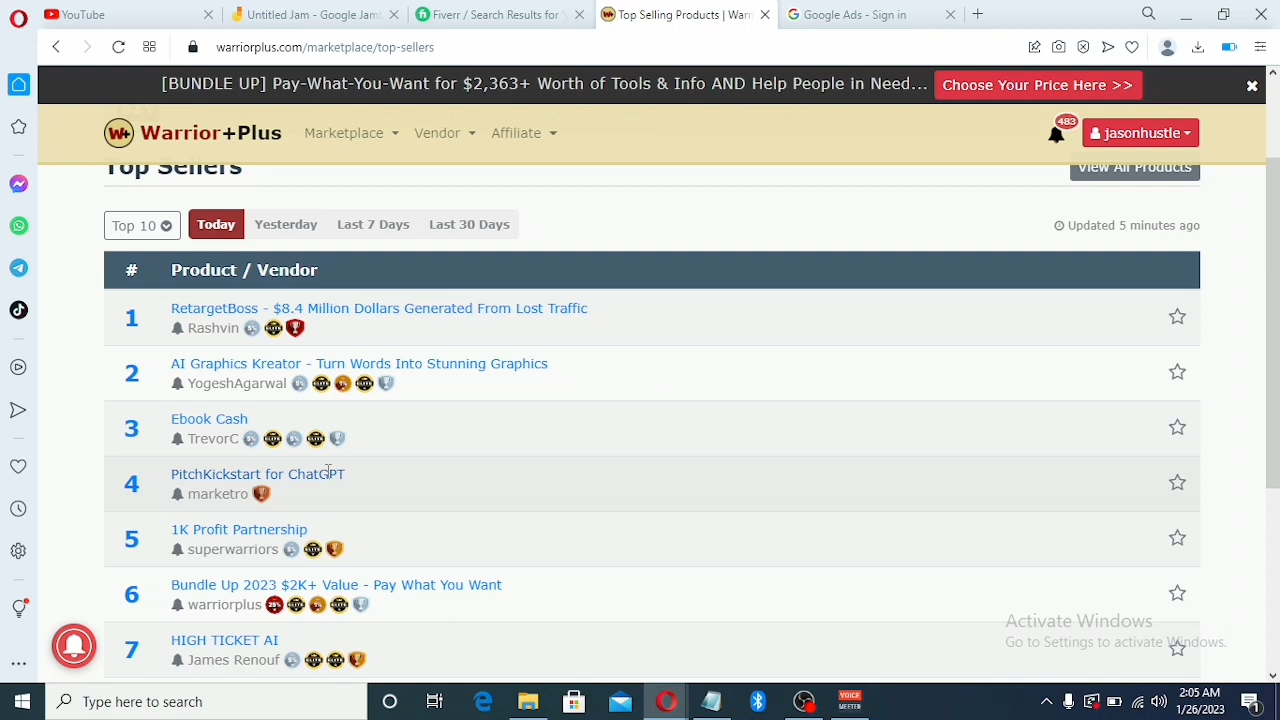 YouTube
Untitled Jam - Google Jam
Fiverr / Search Results for '
Top Selling Products | Warr
Google Ads - Sign in
warriorplus.com/marketplace/top-sellers
[BUNDLE UP] Pay-What-You-Want for $2,363+ Worth of Tools & Info AND Help People in Need...
Choose Your Price Here >>
W+ Warrior+Plus
Marketplace
Vendor
Affiliate
483
jasonhustle
Top Sellers
View All Products
Top 10
Today
Yesterday
Last 7 Days
Last 30 Days
Updated 5 minutes ago
# Product / Vendor
1 RetargetBoss - $8.4 Million Dollars Generated From Lost Traffic
Rashvin
2 AI Graphics Kreator - Turn Words Into Stunning Graphics
YogeshAgarwal
3 Ebook Cash
TrevorC
4 PitchKickstart for ChatGPT
marketro
5 1K Profit Partnership
superwarriors
6 Bundle Up 2023 $2K+ Value - Pay What You Want
warriorplus
7 HIGH TICKET AI
James Renouf
Activate Windows
Go to Settings to activate Windows.
Type here to search
VOICE
MEETER
2:05 AM
1/26/2023
1